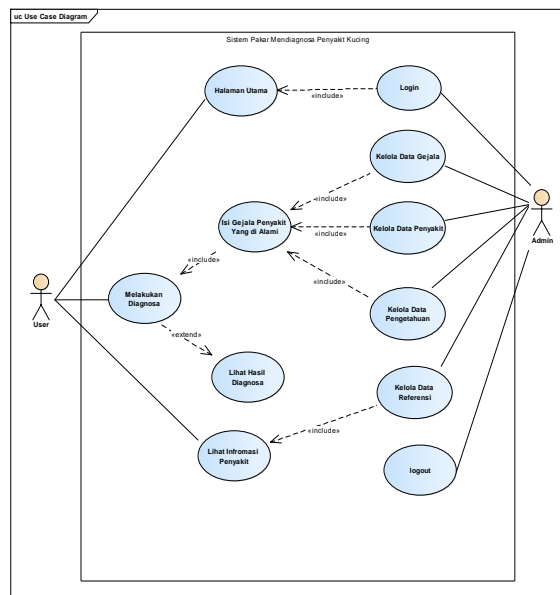 uc Use Case Diagram
Sistem Pakar Mendiagnosa Penyakit Kucing
Halaman Utama
«include»
Login
Kelola Data Gejala
«include»
Isi Gejala Penyakit
Yang di Alami
«include»
Kelola Data Penyakit
Admin
«include»
«include»
Melakukan
Diagnosa
User
Kelola Data
Pengetahuan
«extend»
Lihat Hasil
Diagnosa
Kelola Data
Referensi
«include»
Lihat Infromasi
Penyakit
logout